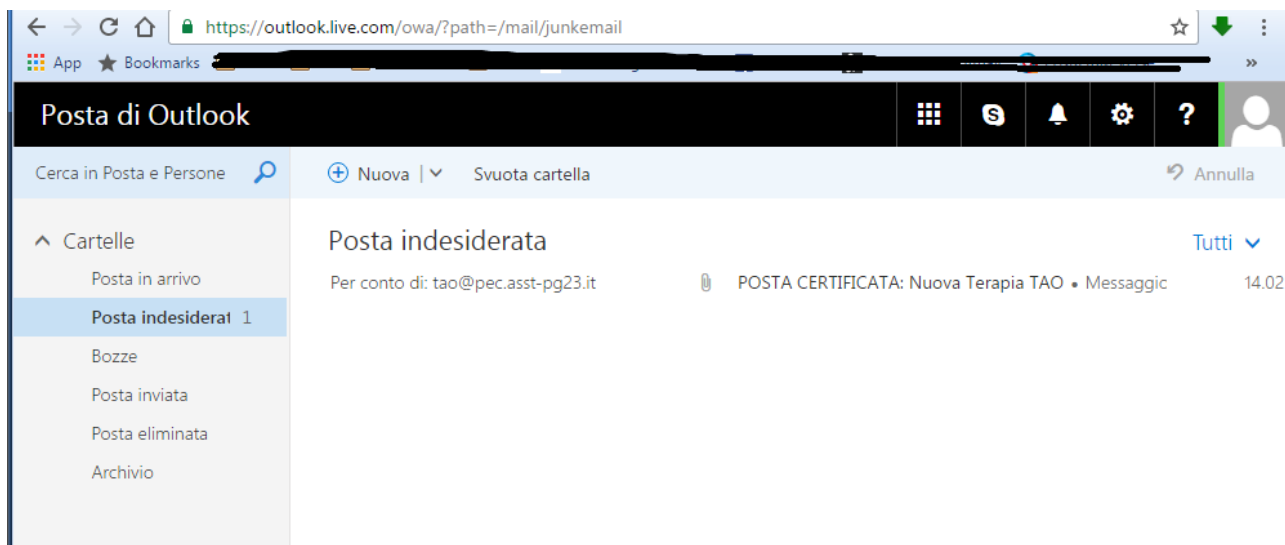 https://outlook.live.com/owa/?path=/mail/junkemail
App Bookmarks »
Posta di Outlook ?
Cerca in Posta e Persone Nuova Svuota cartella Annulla
Cartelle
Posta in arrivo
Posta indesiderat 1
Bozze
Posta inviata
Posta eliminata
Archivio
Posta indesiderata Tutti
Per conto di: tao@pec.asst-pg23.it POSTA CERTIFICATA: Nuova Terapia TAO • Messaggic 14.02